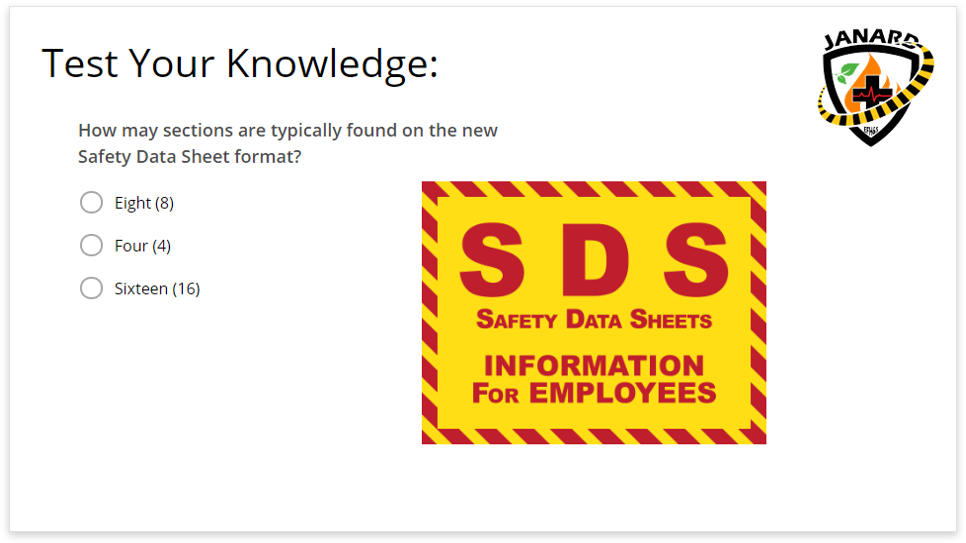 JANARD
Test Your Knowledge:
How may sections are typically found on the new
Safety Data Sheet format?
Eight (8)
Four (4)
Sixteen (16)
S D S
SAFETY DATA SHEETS
INFORMATION
FOR EMPLOYEES